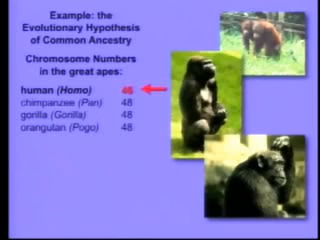 Example: the
Evolutionary Hypothesis
of Common Ancestry
Chromosome Numbers
in the great apes:
human (Homo) 46
chimpanzee (Pan) 48
gorilla (Gorilla) 48
orangutan (Pogo) 48